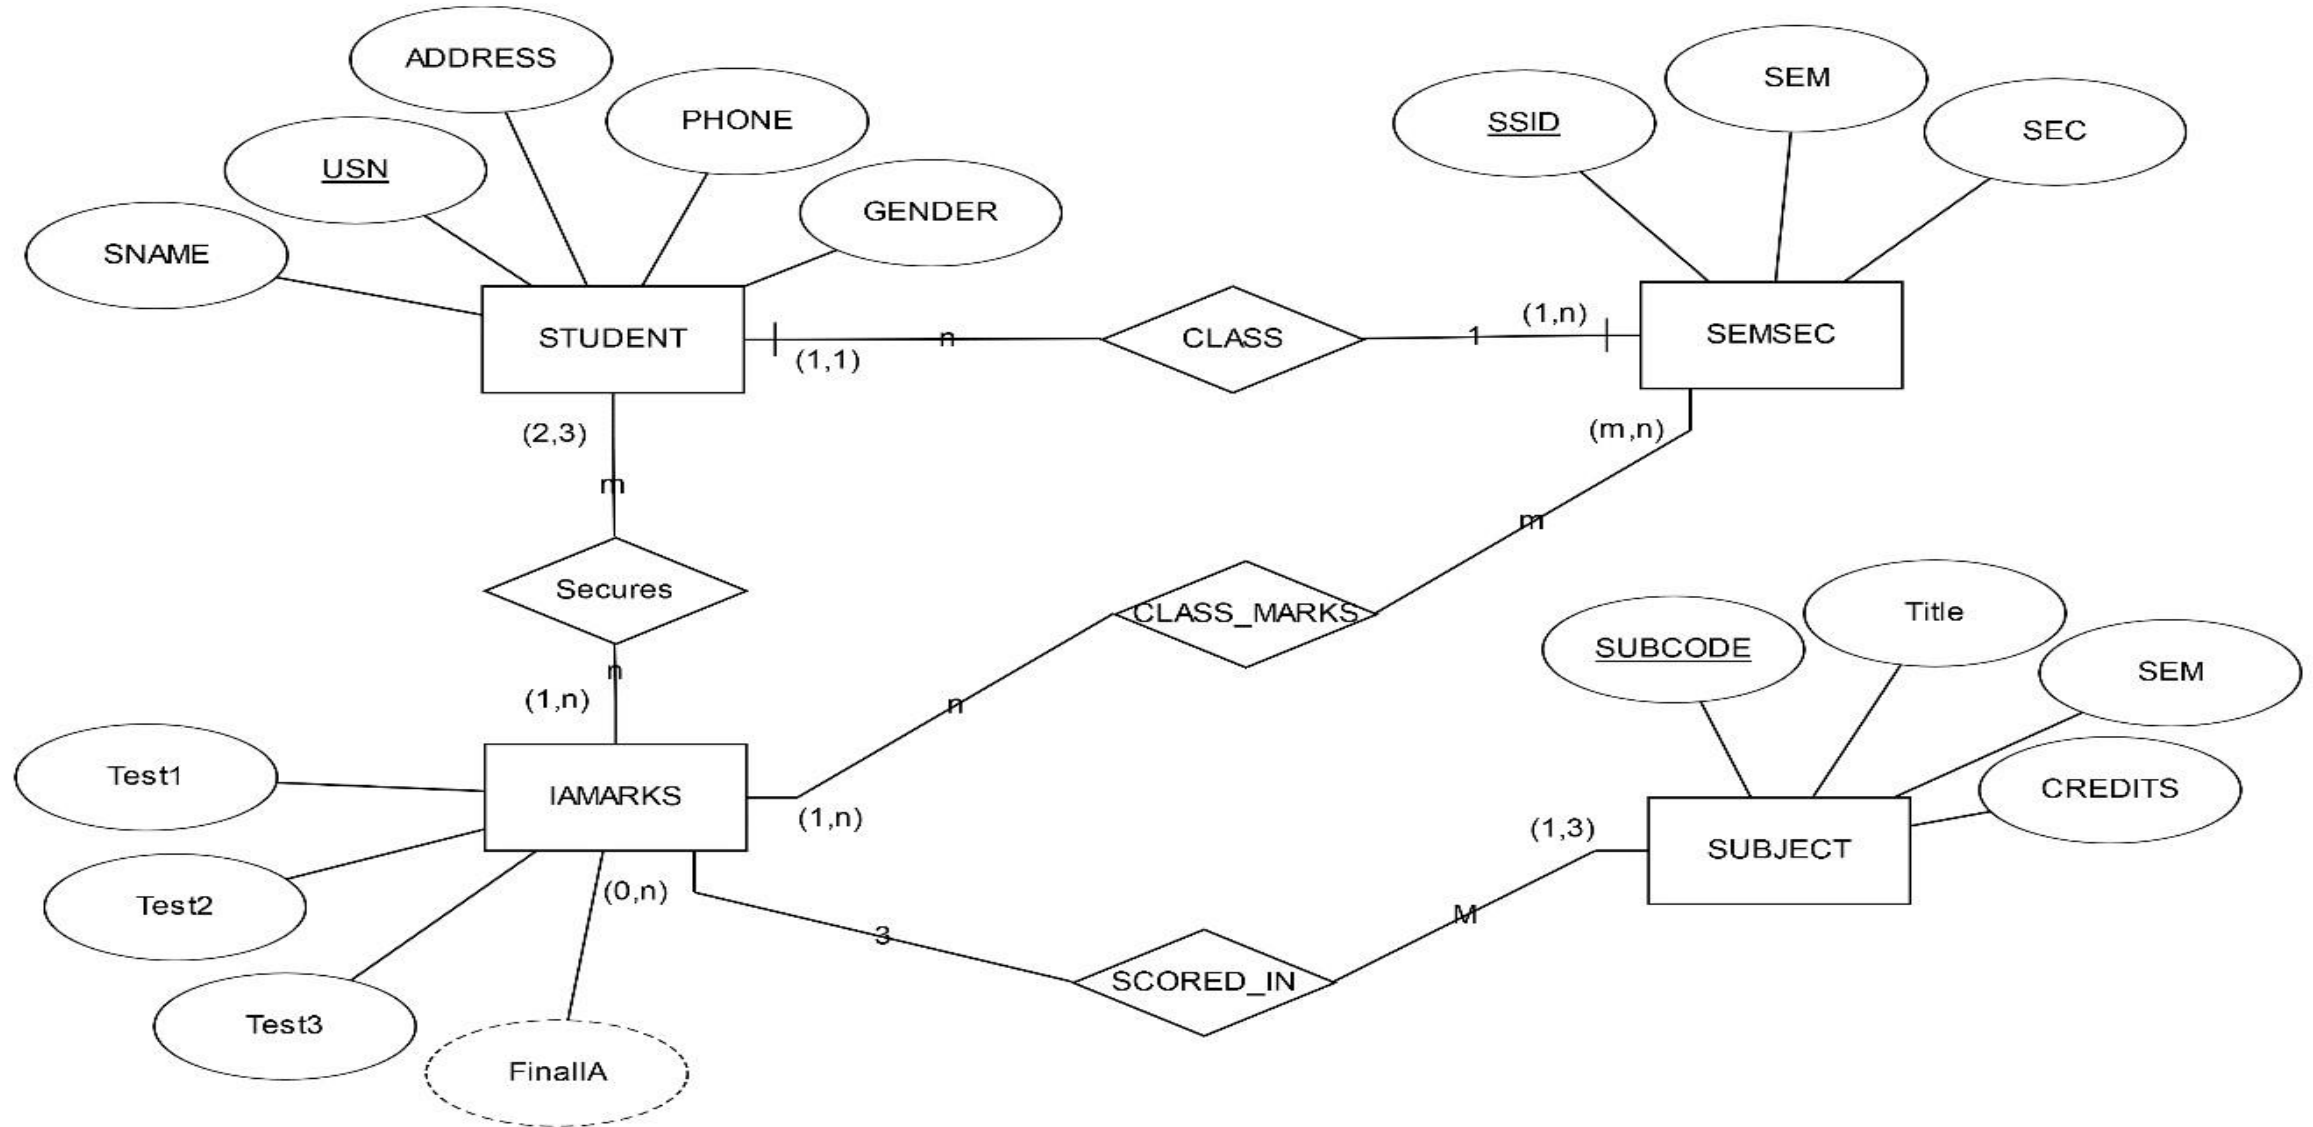 ADDRESS
PHONE
USN
GENDER
SNAME
SEM
SSID
SEC
STUDENT
(1,1)
n
CLASS
1
(1,n)
SEMSEC
(2,3)
m
(m,n)
m
Secures
CLASS_MARKS
n
(1,n)
n
SUBCODE
Title
SEM
CREDITS
Test1
IAMARKS
(1,n)
(1,3)
SUBJECT
Test2
(0,n)
3
M
SCORED_IN
Test3
FinalIA